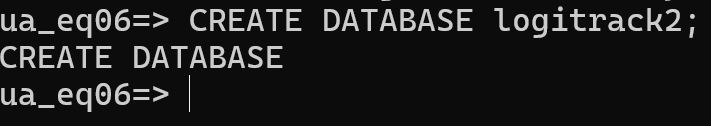 ua_eq06=> CREATE DATABASE logitrack2;
CREATE DATABASE
ua_eq06=>